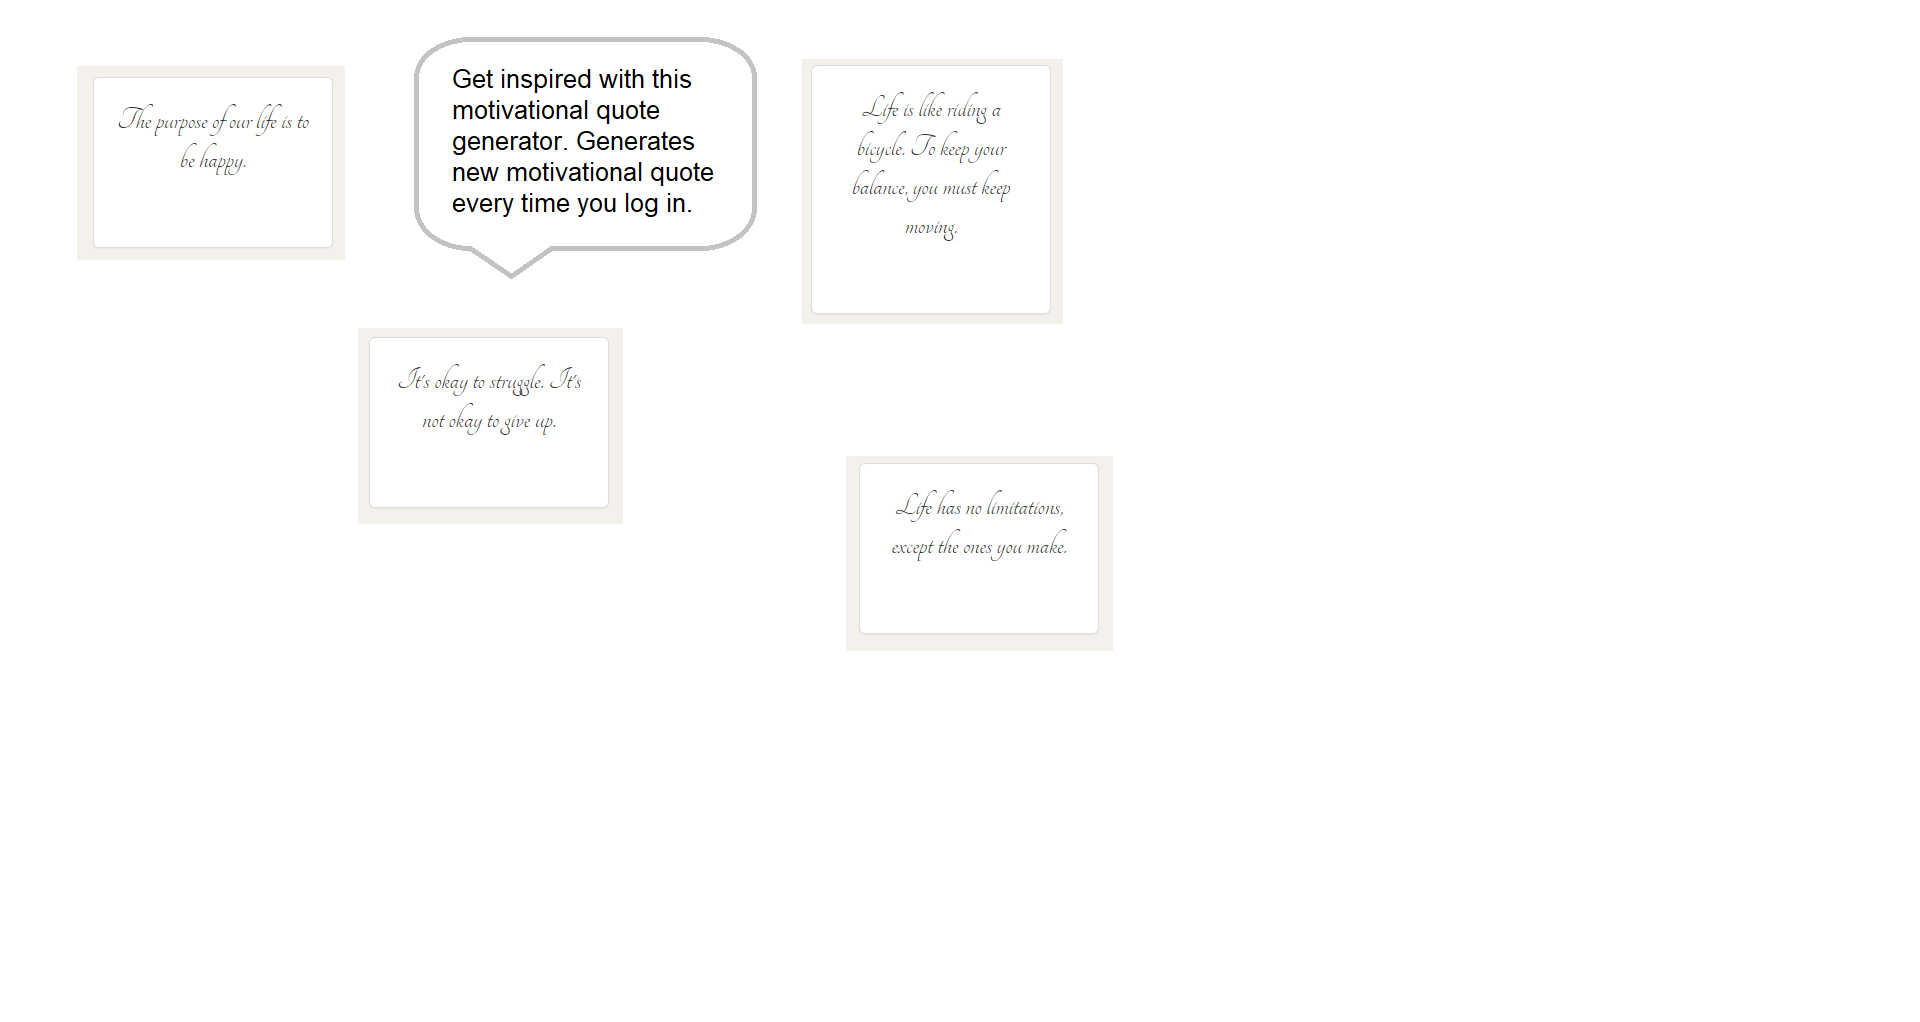 The purpose of our life is to
be happy.
Get inspired with this
motivational quote
generator. Generates
new motivational quote
every time you log in.
Life is like riding a
bicycle. To keep your
balance, you must keep
moving.
It's okay to struggle. It's
not okay to give up.
Life has no limitations,
except the ones you make.